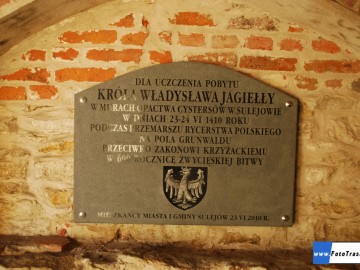 DLA UCZCZENIA POBYTU
KRÓLA WŁADYSŁAWA JAGIEŁŁY
W MURACH OPACTWA CYSTERSÓW W SULEJOWIE
W DNIACH 23-24 VI 1410 ROKU
PODCZAS PRZEMARSZU RYCERSTWA POLSKIEGO
NA POLA GRUNWALDU
PRZECIWKO ZAKONOWI KRZYŻACKIEMU
W 600 ROCZNICĘ ZWYCIĘSKIEJ BITWY
MIESZKAŃCY MIASTA I GMINY SULEJÓW 23 VI 2010 R.
www.FotoTras